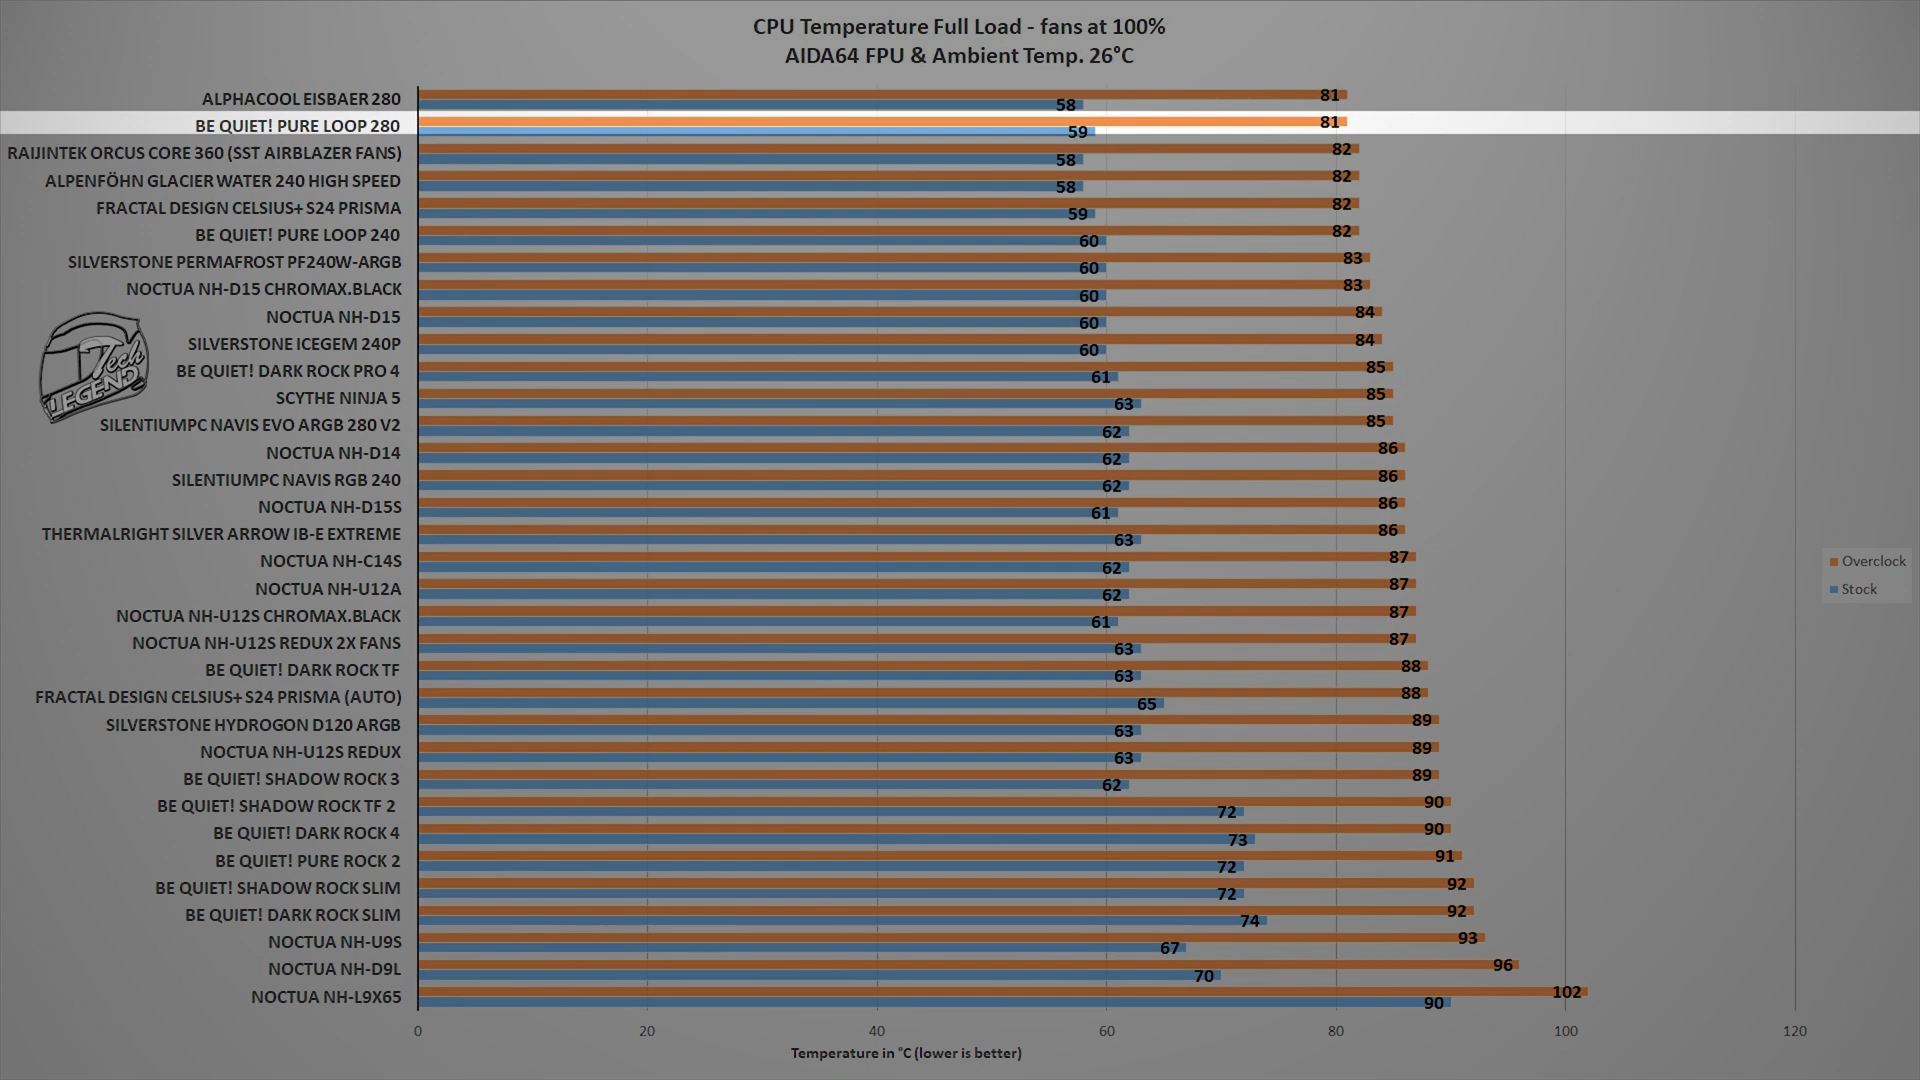 CPU Temperature Full Load - fans at 100%
AIDA64 FPU & Ambient Temp. 26°C
ALPHACOOL EISBAER 280 81 58
BE QUIET! PURE LOOP 280 81 59
RAIJINTEK ORCUS CORE 360 (SST AIRBLAZER FANS) 82 58
ALPENFÖHN GLACIER WATER 240 HIGH SPEED 82 58
FRACTAL DESIGN CELSIUS+ S24 PRISMA 82 59
BE QUIET! PURE LOOP 240 82 60
SILVERSTONE PERMAFROST PF240W-ARGB 83 60
NOCTUA NH-D15 CHROMAX.BLACK 83 60
NOCTUA NH-D15 84 60
SILVERSTONE ICEGEM 240P 84 60
BE QUIET! DARK ROCK PRO 4 85 61
SCYTHE NINJA 5 85 63
SILENTIUMPC NAVIS EVO ARGB 280 V2 85 62
NOCTUA NH-D14 86 62
SILENTIUMPC NAVIS RGB 240 86 62
NOCTUA NH-D15S 86 61
THERMALRIGHT SILVER ARROW IB-E EXTREME 86 63
NOCTUA NH-C14S 87 62
NOCTUA NH-U12A 87 62
NOCTUA NH-U12S CHROMAX.BLACK 87 61
NOCTUA NH-U12S REDUX 2X FANS 87 63
BE QUIET! DARK ROCK TF 88 63
FRACTAL DESIGN CELSIUS+ S24 PRISMA (AUTO) 88 65
SILVERSTONE HYDROGON D120 ARGB 89 63
NOCTUA NH-U12S REDUX 89 63
BE QUIET! SHADOW ROCK 3 89 62
BE QUIET! SHADOW ROCK TF 2 90 72
BE QUIET! DARK ROCK 4 90 73
BE QUIET! PURE ROCK 2 91 72
BE QUIET! SHADOW ROCK SLIM 92 72
BE QUIET! DARK ROCK SLIM 92 74
NOCTUA NH-U9S 93 67
NOCTUA NH-D9L 96 70
NOCTUA NH-L9X65 102 90
0 20 40 60 80 100 120
Temperature in °C (lower is better)
Overclock
Stock
Tech
LEGEND